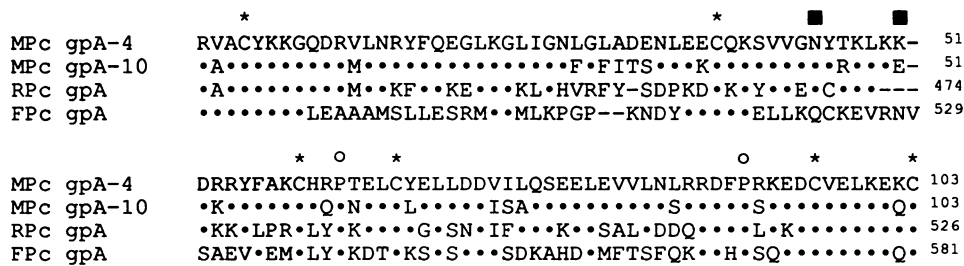 * * ■ ■
MPc gpA-4 RVACYKKGQDRVLNRYFQEGLKGLIGNLGLADENLEECQKSVVGNYTKLKK- 51
MPc gpA-10 •A•••••••••M•••••••••••••••F•FITS•••K•••••••••R•••E- 51
RPc gpA •A•••••••••M••KF••KE•••KL•HVRFY-SDPKD•K•Y••E•C•••--- 474
FPc gpA ••••••••LEAAAMSLLESRM••MLKPGP--KNDY•••••ELLKQCKEVRNV 529
* o * o * *
MPc gpA-4 DRRYFAKCHRPTELCYELLDDVILQSEELEVVLNLRRDFPRKEDCVELKEKC 103
MPc gpA-10 •K•••••••Q•N•••L•••••ISA••••••••••S•••••S•••••••••Q• 103
RPc gpA •KK•LPR•LY•K••••G•SN•IF•••K••SAL•DDQ••••L•K••••••••• 526
FPc gpA SAEV•EM•LY•KDT•KS•S•••SDKAHD•MFTSFQK••H•SQ••••••••Q• 581